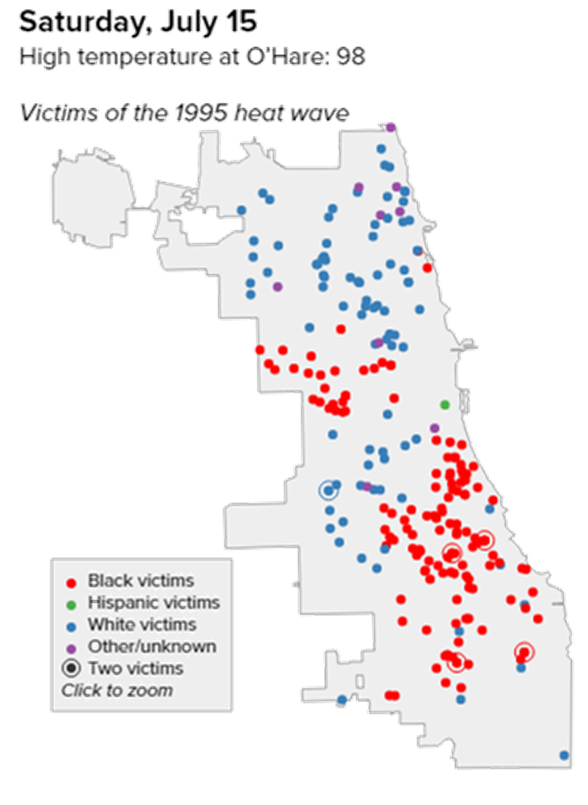 Saturday, July 15
High temperature at O'Hare: 98
Victims of the 1995 heat wave
Black victims
Hispanic victims
White victims
Other/unknown
Two victims
Click to zoom